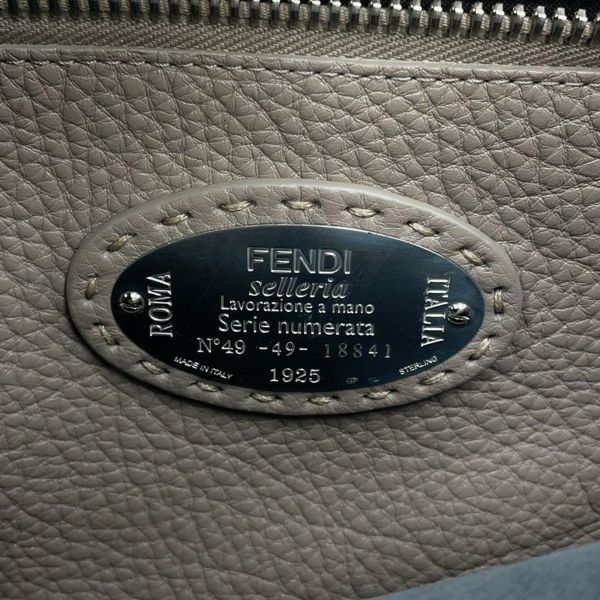 FENDI
selleria
Lavorazione a mano
Serie numerata
N°49 -49- 18841
MADE IN ITALY 1925 STERLING
ROMA
ITALIA